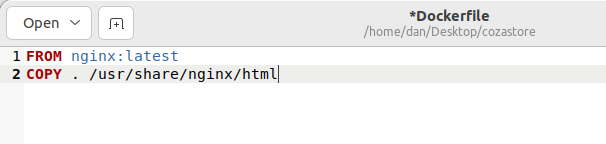 Open
*Dockerfile
/home/dan/Desktop/cozastore
1 FROM nginx:latest
2 COPY . /usr/share/nginx/html